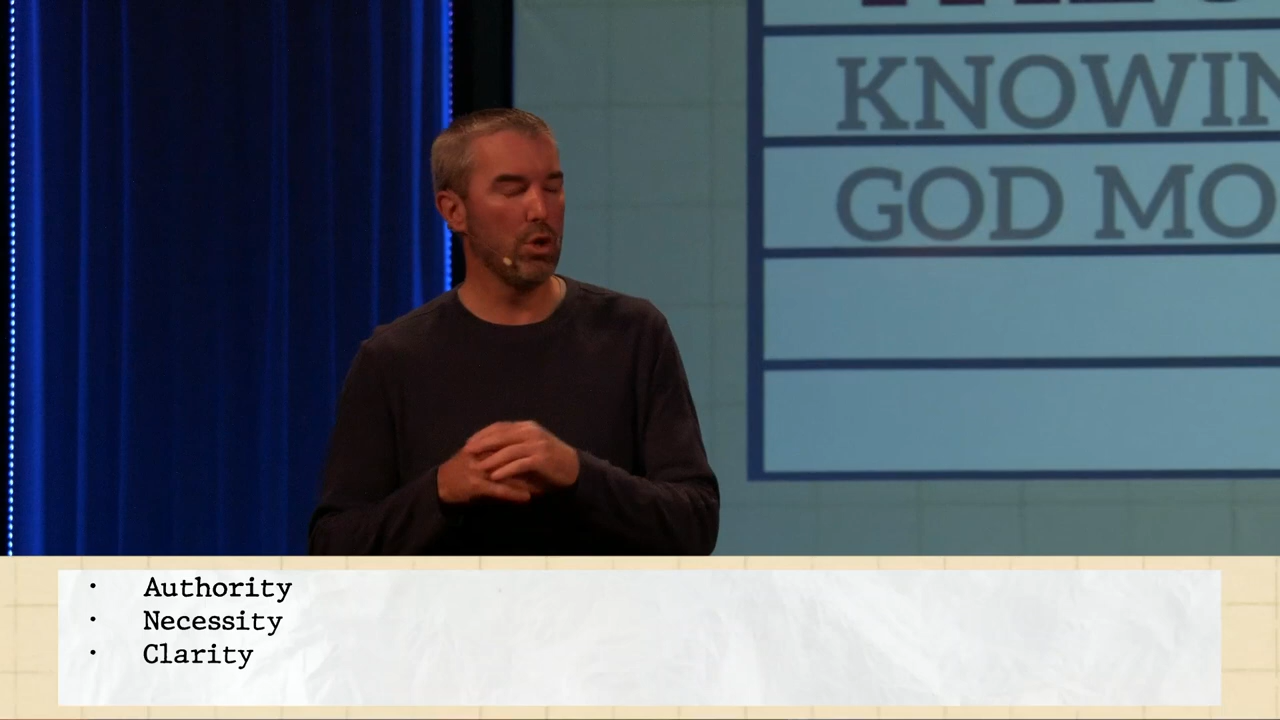 KNOWIN
GOD MO
· Authority
· Necessity
· Clarity